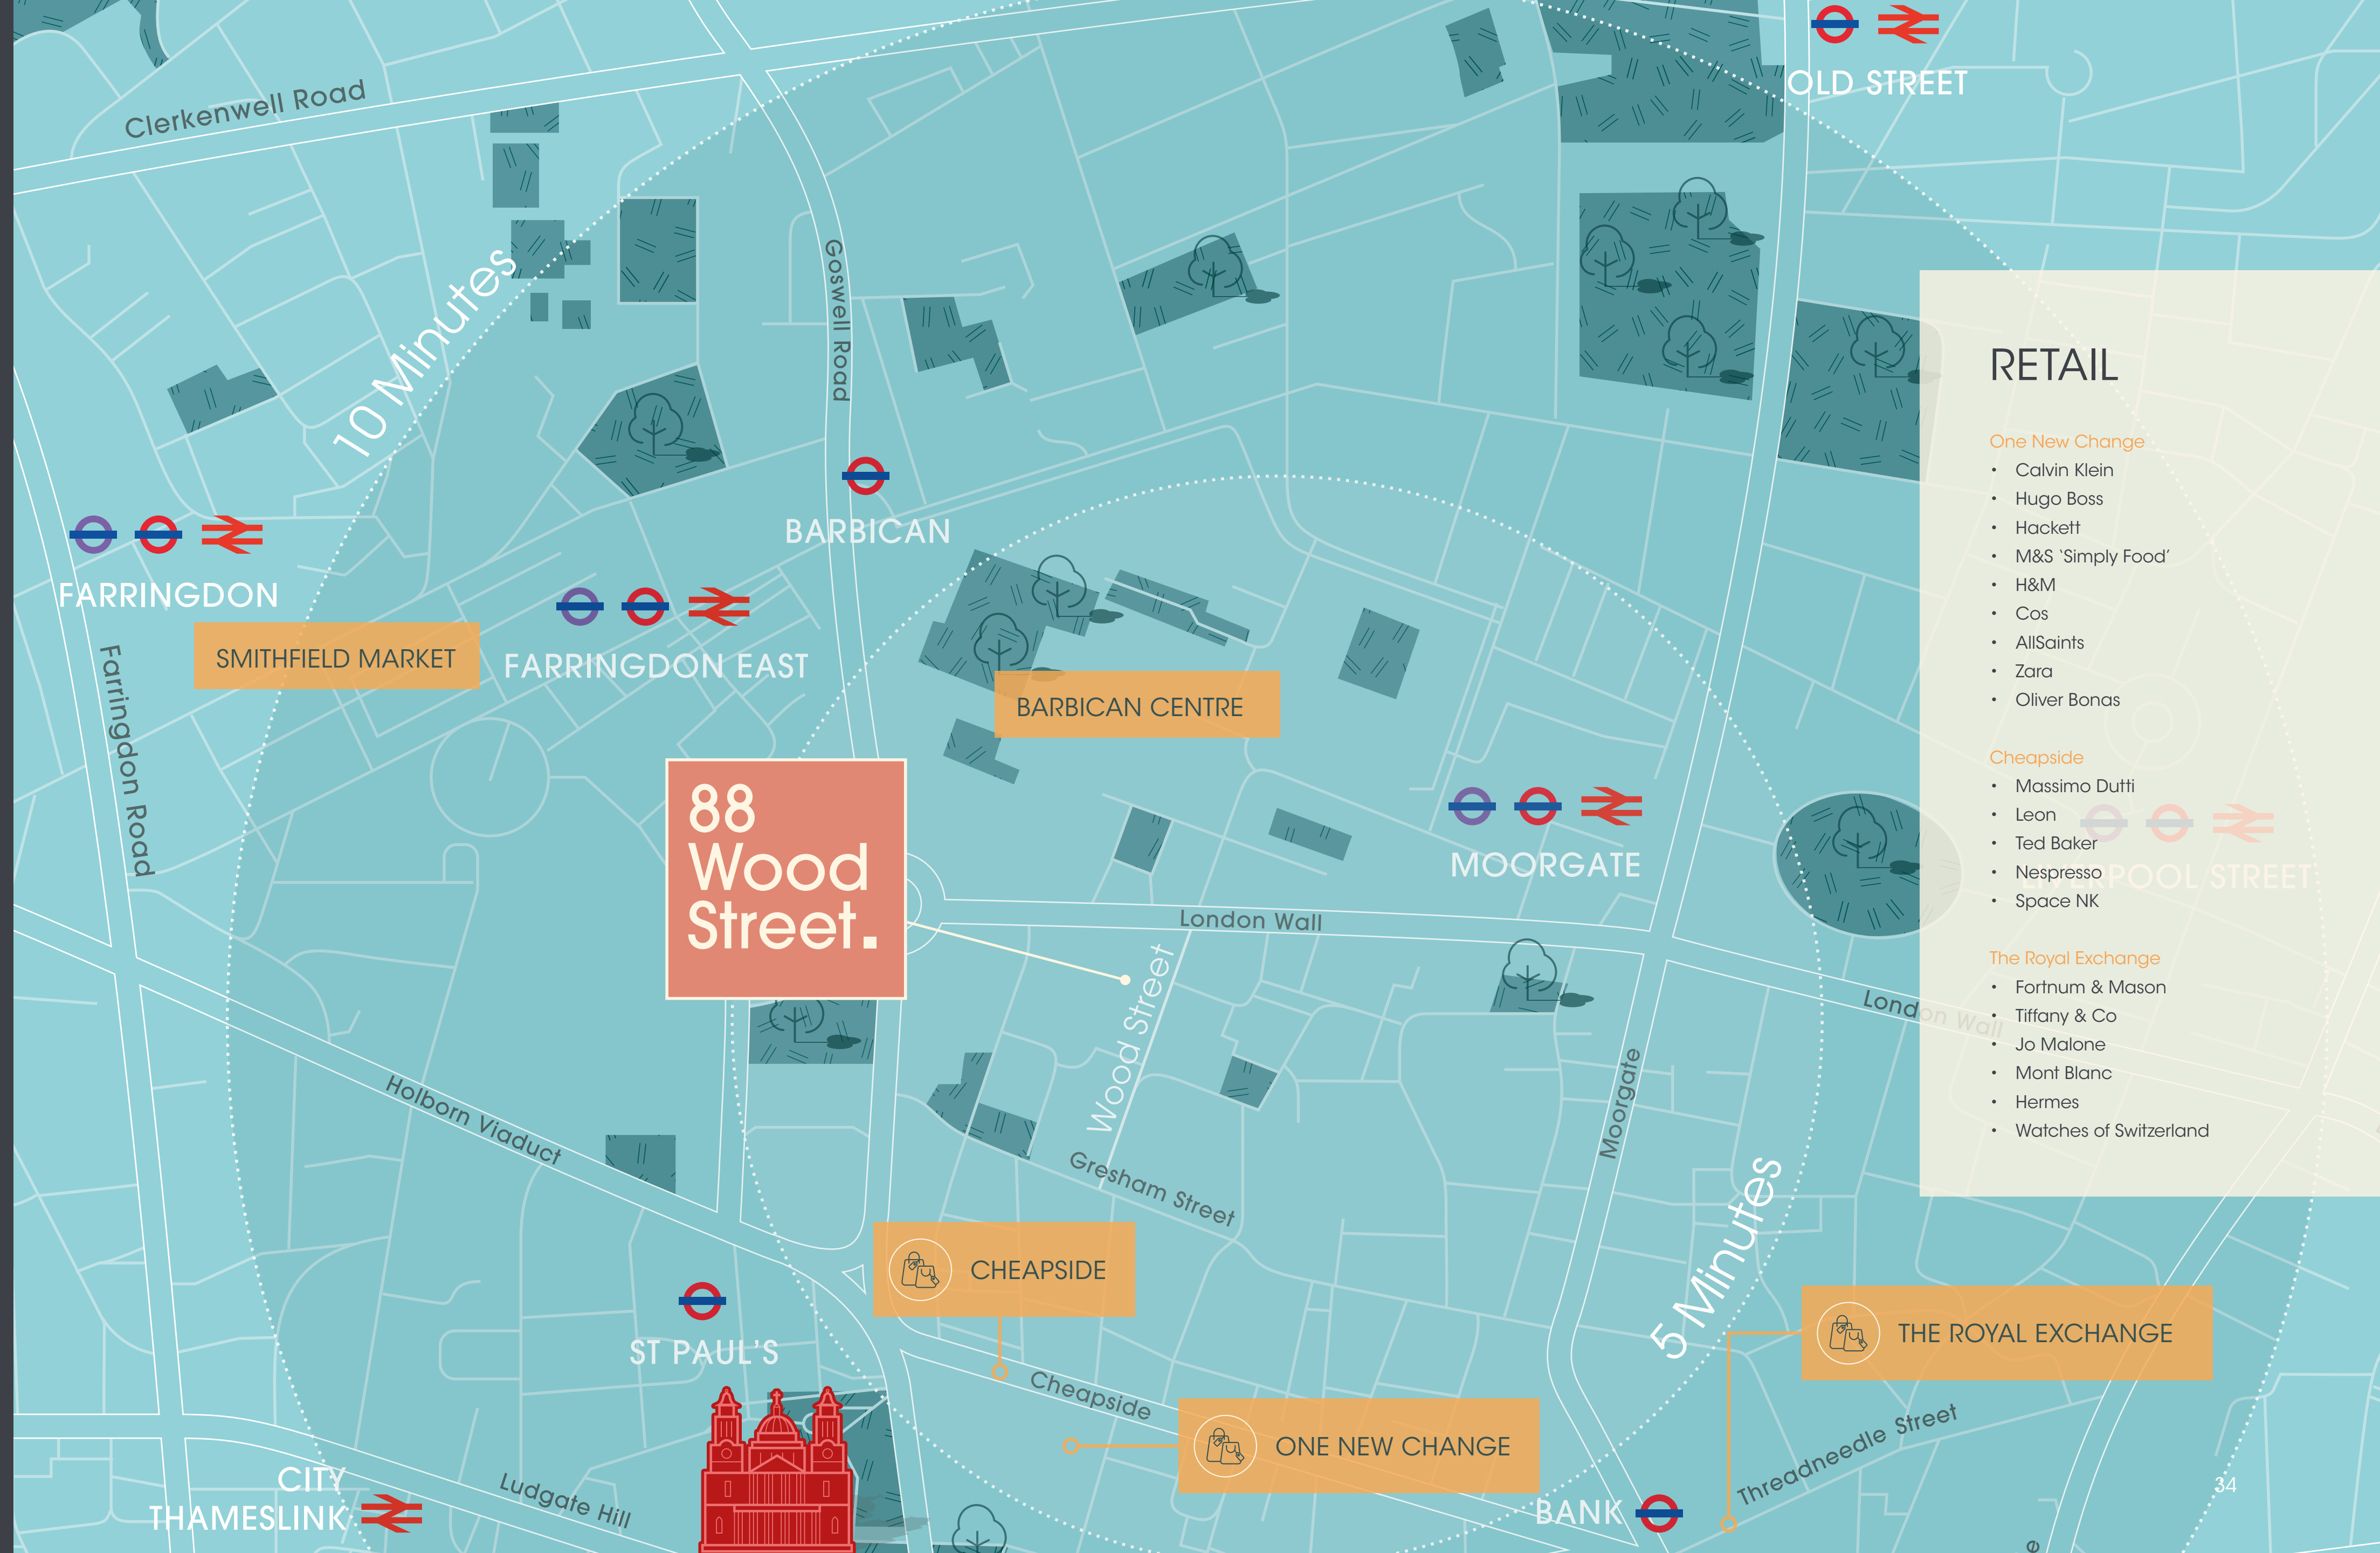 Clerkenwell Road
OLD STREET
10 Minutes
Goswell Road
BARBICAN
FARRINGDON
SMITHFIELD MARKET
FARRINGDON EAST
Farringdon Road
BARBICAN CENTRE
88
Wood
Street.
MOORGATE
London Wall
Wood Street
Holborn Viaduct
Gresham Street
Moorgate
5 Minutes
London Wall
LIVERPOOL STREET
CHEAPSIDE
ST PAUL'S
Cheapside
ONE NEW CHANGE
THE ROYAL EXCHANGE
Threadneedle Street
BANK
CITY
THAMESLINK
Ludgate Hill
RETAIL
One New Change
• Calvin Klein
• Hugo Boss
• Hackett
• M&S ‘Simply Food’
• H&M
• Cos
• AllSaints
• Zara
• Oliver Bonas
Cheapside
• Massimo Dutti
• Leon
• Ted Baker
• Nespresso
• Space NK
The Royal Exchange
• Fortnum & Mason
• Tiffany & Co
• Jo Malone
• Mont Blanc
• Hermes
• Watches of Switzerland
34